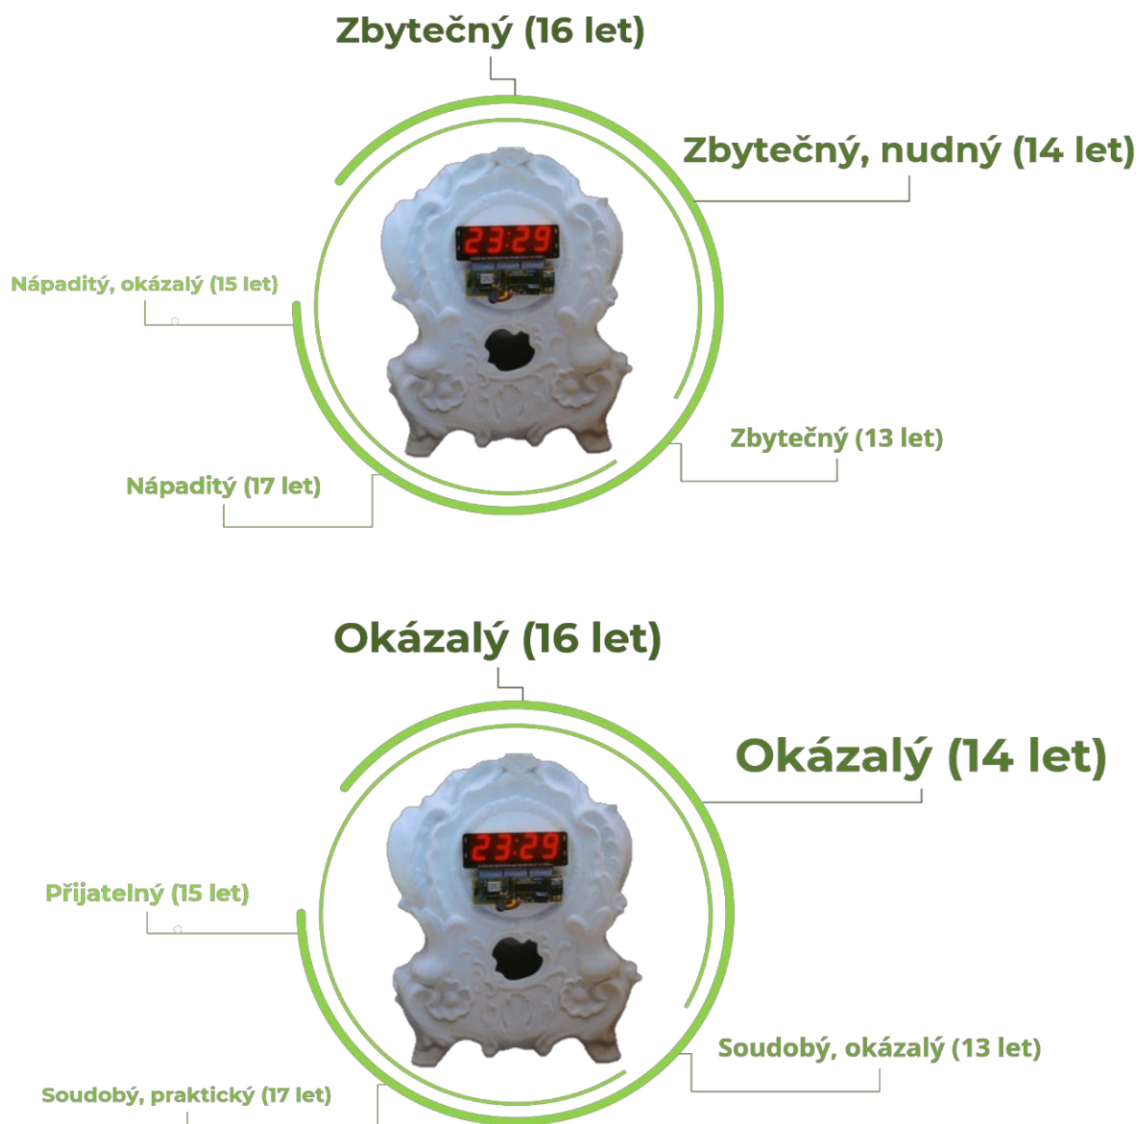 Zbytečný (16 let)
Zbytečný, nudný (14 let)
23:29
Nápaditý, okázalý (15 let)
Zbytečný (13 let)
Nápaditý (17 let)
Okázalý (16 let)
Okázalý (14 let)
23:29
Přijatelný (15 let)
Soudobý, okázalý (13 let)
Soudobý, praktický (17 let)